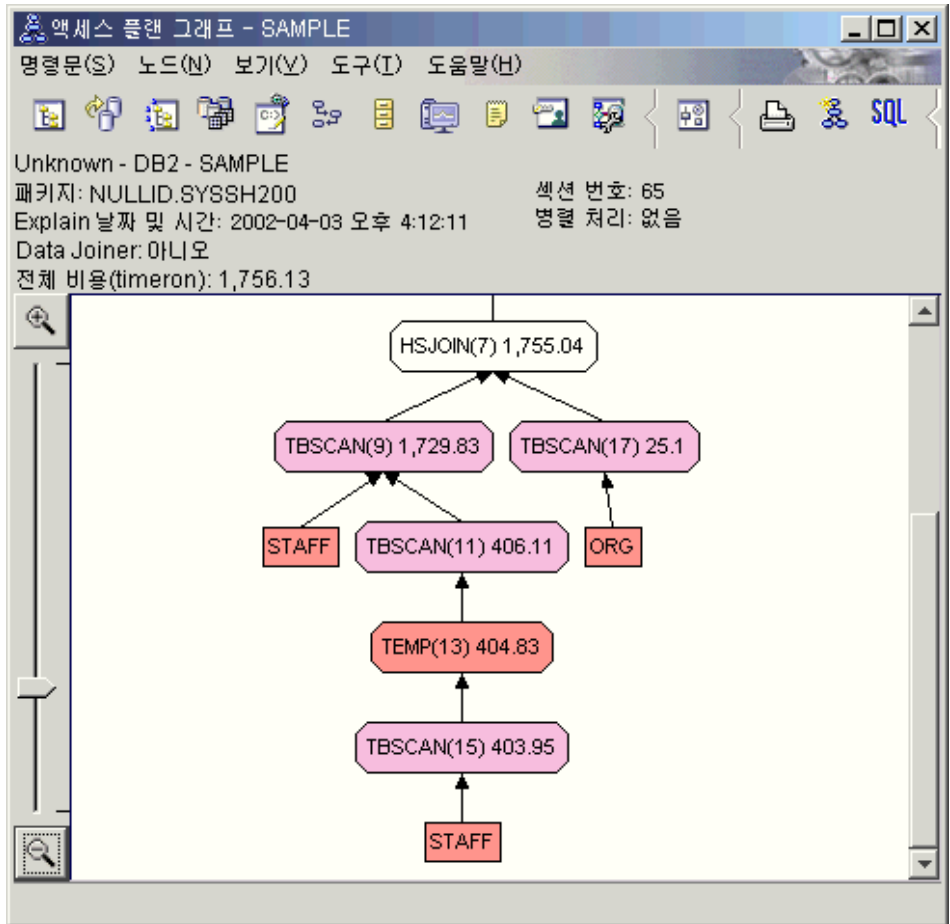 액세스 플랜 그래프 - SAMPLE
명령문(S) 노드(N) 보기(V) 도구(T) 도움말(H)
SQL
Unknown - DB2 - SAMPLE
패키지: NULLID.SYSSH200 섹션 번호: 65
Explain 날짜 및 시간: 2002-04-03 오후 4:12:11 병렬 처리: 없음
Data Joiner: 아니오
전체 비용(timeron): 1,756.13
HSJOIN(7) 1,755.04
TBSCAN(9) 1,729.83 TBSCAN(17) 25.1
STAFF TBSCAN(11) 406.11 ORG
TEMP(13) 404.83
TBSCAN(15) 403.95
STAFF